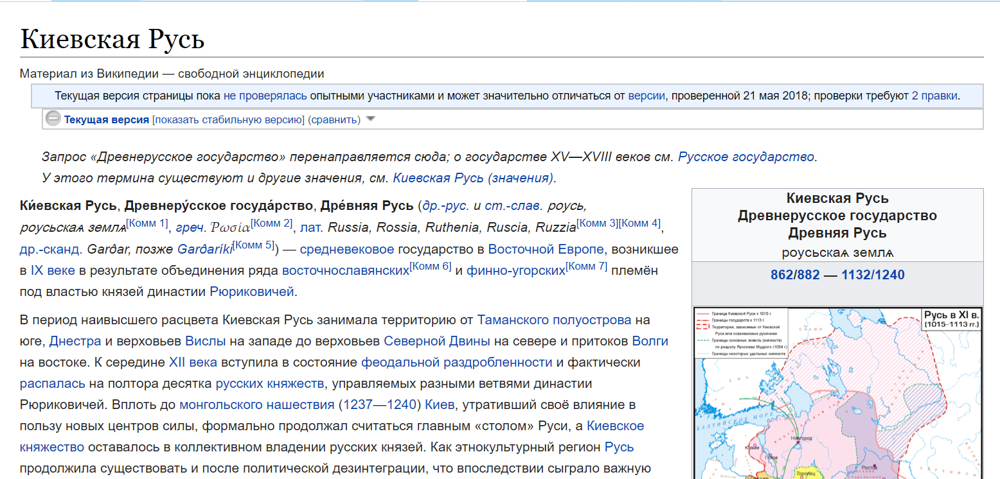 Киевская Русь
Материал из Википедии — свободной энциклопедии
Текущая версия страницы пока не проверялась опытными участниками и может значительно отличаться от версии, проверенной 21 мая 2018; проверки требуют 2 правки.
Текущая версия [показать стабильную версию] (сравнить)
Запрос «Древнерусское государство» перенаправляется сюда; о государстве XV—XVIII веков см. Русское государство.
У этого термина существуют и другие значения, см. Киевская Русь (значения).
Ки́евская Русь, Древнеру́сское госуда́рство, Дре́вняя Русь (др.-рус. и ст.-слав. роусь,
роусьскаѧ землѧ[Комм 1], греч. Ῥωσία[Комм 2], лат. Russia, Rossia, Ruthenia, Ruscia, Ruzzia[Комм 3][Комм 4],
др.-сканд. Garðar, позже Garðaríki[Комм 5]) — средневековое государство в Восточной Европе, возникшее
в IX веке в результате объединения ряда восточнославянских[Комм 6] и финно-угорских[Комм 7] племён
под властью князей династии Рюриковичей.
В период наивысшего расцвета Киевская Русь занимала территорию от Таманского полуострова на
юге, Днестра и верховьев Вислы на западе до верховьев Северной Двины на севере и притоков Волги
на востоке. К середине XII века вступила в состояние феодальной раздробленности и фактически
распалась на полтора десятка русских княжеств, управляемых разными ветвями династии
Рюриковичей. Вплоть до монгольского нашествия (1237—1240) Киев, утративший своё влияние в
пользу новых центров силы, формально продолжал считаться главным «столом» Руси, а Киевское
княжество оставалось в коллективном владении русских князей. Как этнокультурный регион Русь
продолжила существовать и после политической дезинтеграции, что впоследствии сыграло важную
Киевская Русь
Древнерусское государство
Древняя Русь
роусьскаѧ землѧ
862/882 — 1132/1240
Граница Киевской Руси к 1015 г.
Границы государств к 1113 г.
Территории, зависимые от Киевской
Руси или осваиваемые русичами
Границы основных земель (княжеств)
по разделу Ярослава Мудрого (1054 г.)
Границы некоторых удельных княжеств
Русь в XI в.
(1015-1113 гг.)
БАЛТИЙСКОЕ МОРЕ
Новгород
Юрьев
Псков
Ростов
Торопец